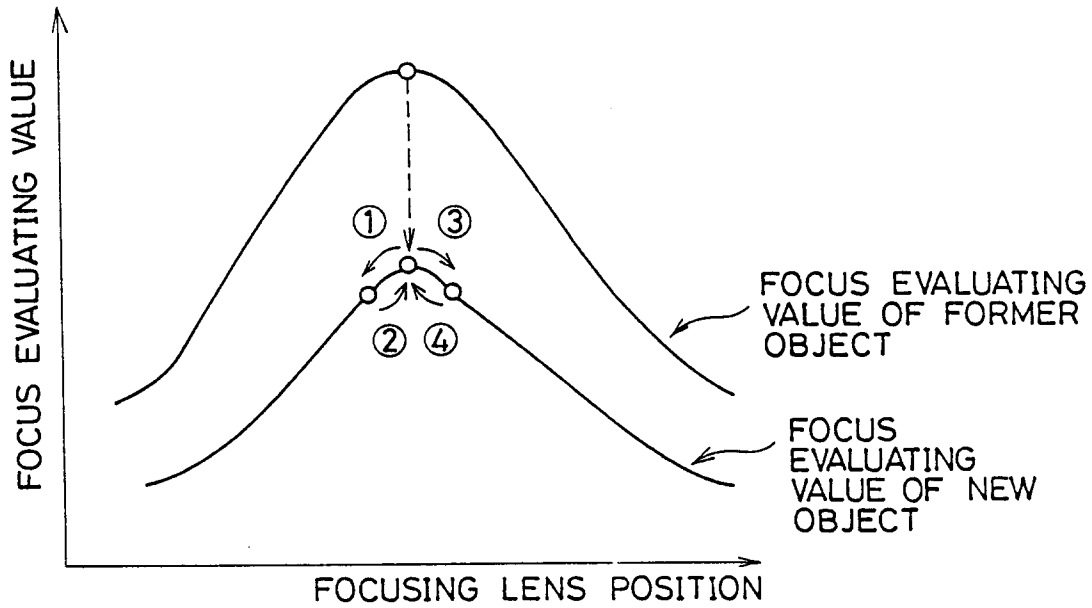 FOCUS EVALUATING VALUE
① ③
② ④
FOCUS EVALUATING
VALUE OF FORMER
OBJECT
FOCUS
EVALUATING
VALUE OF NEW
OBJECT
FOCUSING LENS POSITION